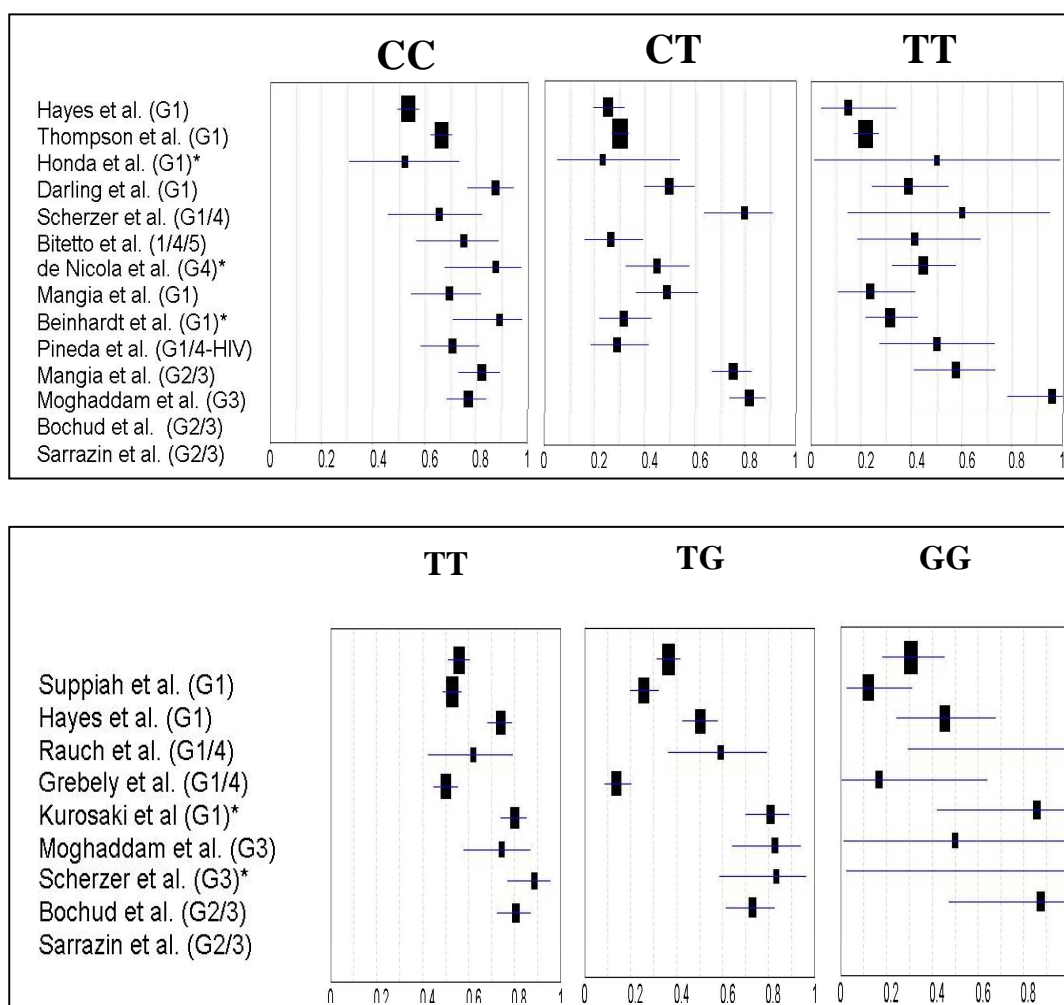 CC CT TT
Hayes et al. (G1)
Thompson et al. (G1)
Honda et al. (G1)*
Darling et al. (G1)
Scherzer et al. (G1/4)
Bitetto et al. (1/4/5)
de Nicola et al. (G4)*
Mangia et al. (G1)
Beinhardt et al. (G1)*
Pineda et al. (G1/4-HIV)
Mangia et al. (G2/3)
Moghaddam et al. (G3)
Bochud et al. (G2/3)
Sarrazin et al. (G2/3)
0 0.2 0.4 0.6 0.8 1 0 0.2 0.4 0.6 0.8 1 0 0.2 0.4 0.6 0.8 1
TT TG GG
Suppiah et al. (G1)
Hayes et al. (G1)
Rauch et al. (G1/4)
Grebely et al. (G1/4)
Kurosaki et al (G1)*
Moghaddam et al. (G3)
Scherzer et al. (G3)*
Bochud et al. (G2/3)
Sarrazin et al. (G2/3)
0 0.2 0.4 0.6 0.8 1 0 0.2 0.4 0.6 0.8 1 0 0.2 0.4 0.6 0.8